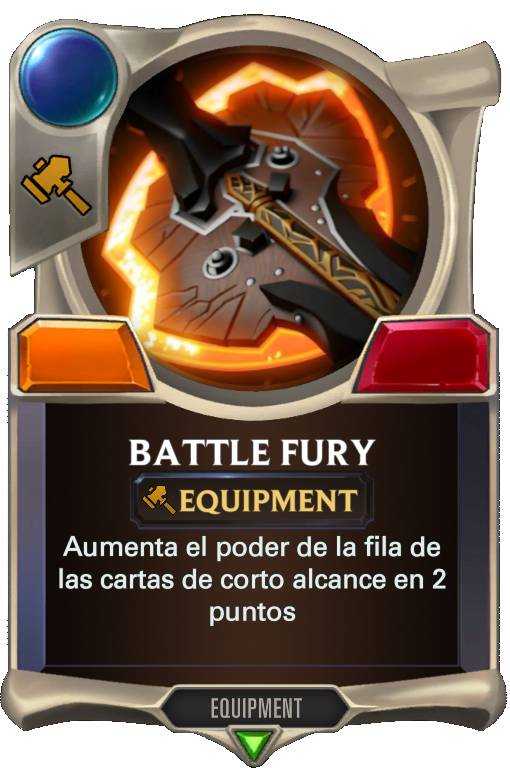 BATTLE FURY
EQUIPMENT
Aumenta el poder de la fila de
las cartas de corto alcance en 2
puntos
EQUIPMENT